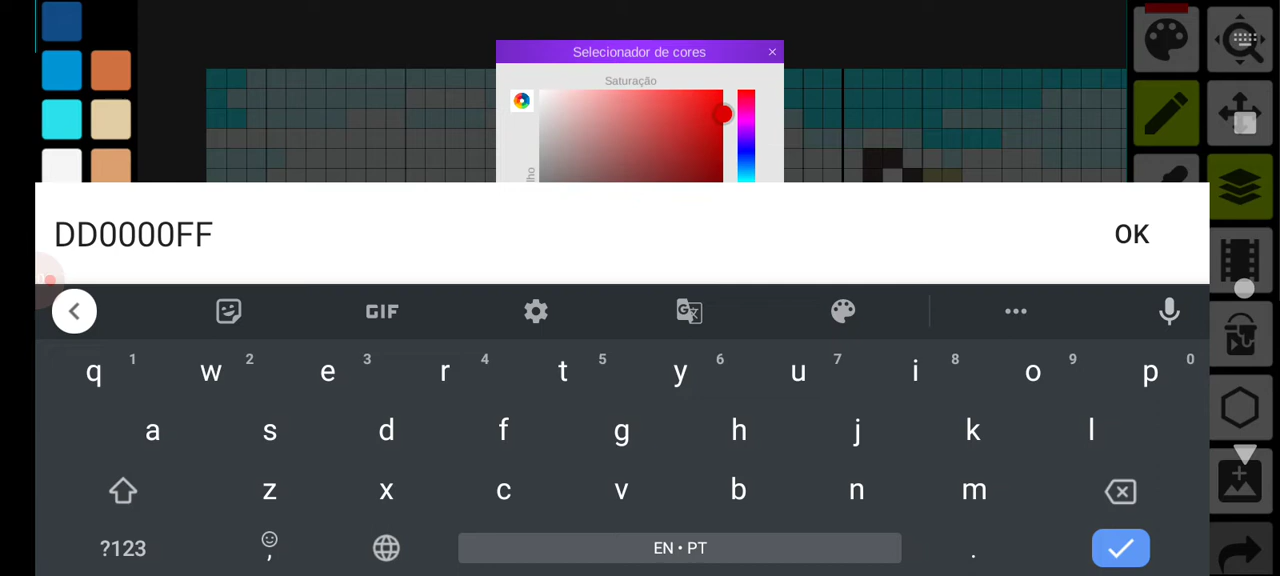 Selecionador de cores ×
Saturação
lho
DD0000FF
OK
GIF
q 1 w 2 e 3 r 4 t 5 y 6 u 7 i 8 o 9 p 0
a s d f g h j k l
z x c v b n m
?123 , EN • PT .